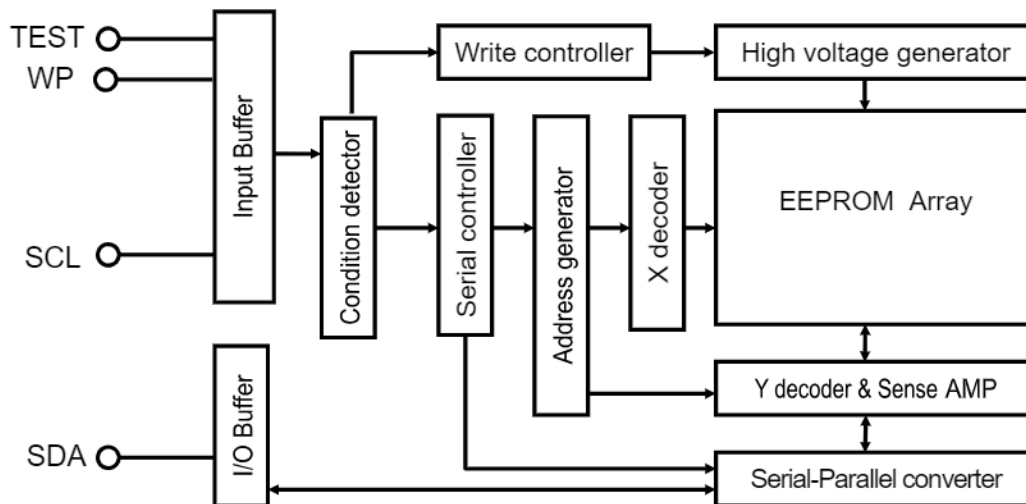 TEST
WP
SCL
SDA
Input Buffer
I/O Buffer
Condition detector
Write controller
Serial controller
Address generator
X decoder
High voltage generator
EEPROM Array
Y decoder & Sense AMP
Serial-Parallel converter